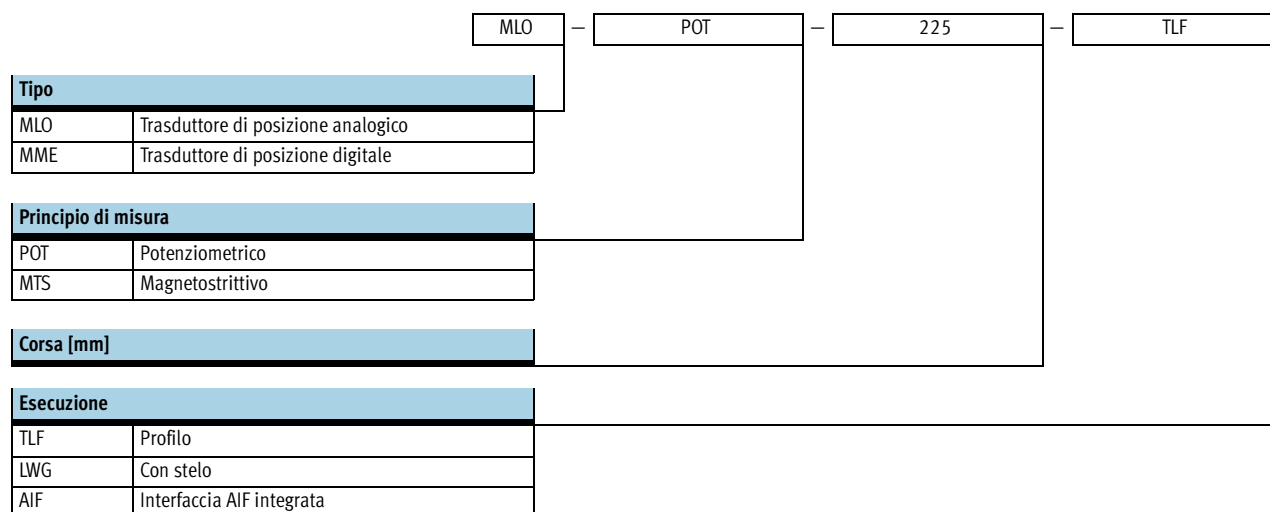 MLO – POT – 225 – TLF
Tipo
MLO Trasduttore di posizione analogico
MME Trasduttore di posizione digitale
Principio di misura
POT Potenziometrico
MTS Magnetostrittivo
Corsa [mm]
Esecuzione
TLF Profilo
LWG Con stelo
AIF Interfaccia AIF integrata